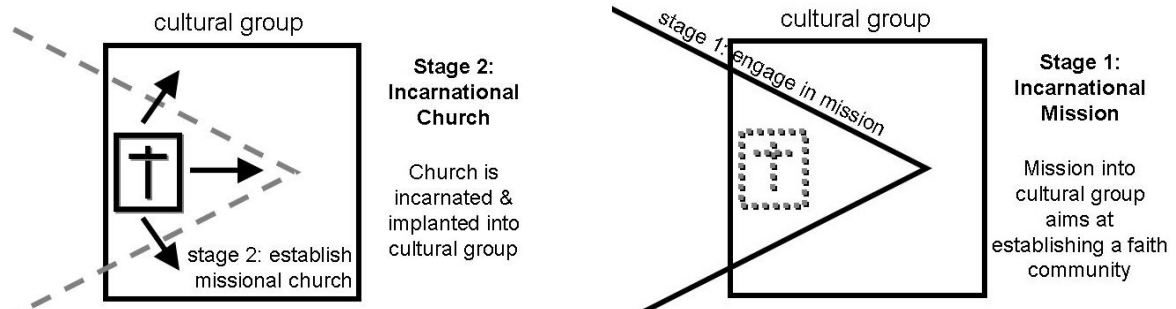 cultural group
Stage 2:
Incarnational
Church
Church is
incarnated &
implanted into
cultural group
stage 2: establish
missional church
cultural group
stage 1: engage in mission
Stage 1:
Incarnational
Mission
Mission into
cultural group
aims at
establishing a faith
community